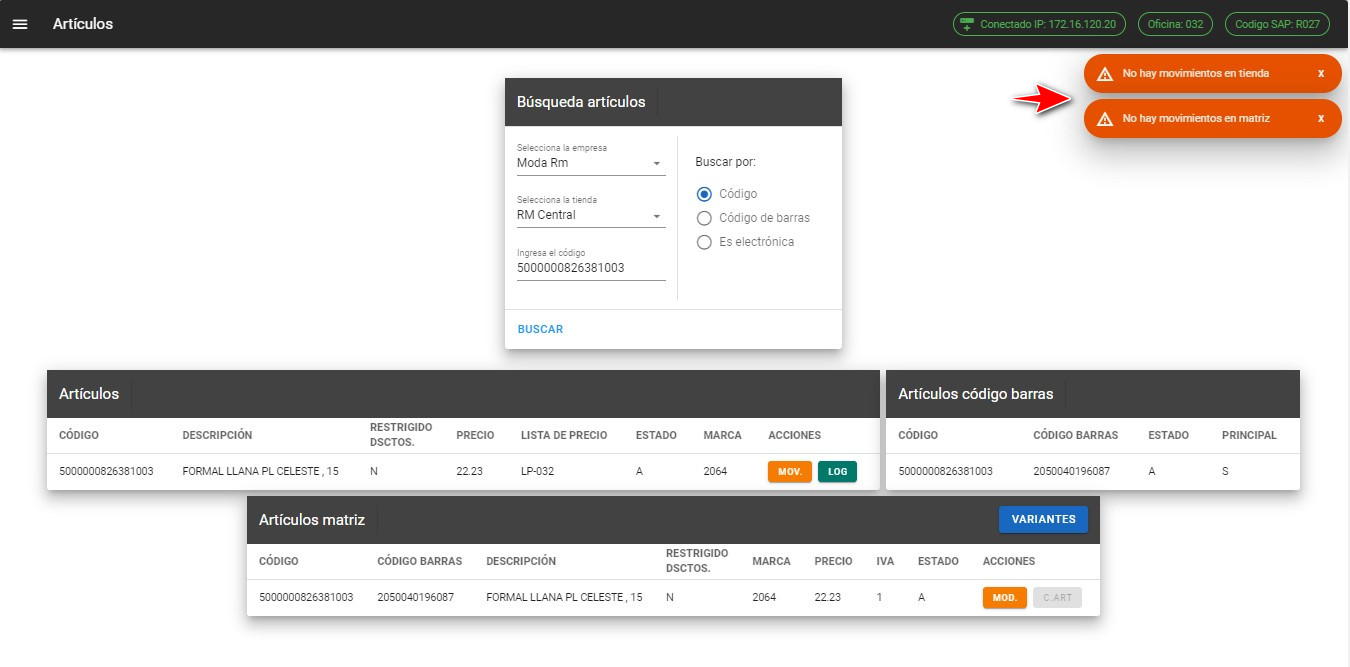 Artículos
Conectado IP: 172.16.120.20
Oficina: 032
Codigo SAP: R027
No hay movimientos en tienda x
No hay movimientos en matriz x
Búsqueda artículos
Selecciona la empresa
Moda Rm
Selecciona la tienda
RM Central
Ingresa el código
5000000826381003
Buscar por:
Código
Código de barras
Es electrónica
BUSCAR
Artículos
CÓDIGO DESCRIPCIÓN RESTRIGIDO DSCTOS. PRECIO LISTA DE PRECIO ESTADO MARCA ACCIONES
5000000826381003 FORMAL LLANA PL CELESTE , 15 N 22.23 LP-032 A 2064 MOV. LOG
Artículos código barras
CÓDIGO CÓDIGO BARRAS ESTADO PRINCIPAL
5000000826381003 2050040196087 A S
Artículos matriz VARIANTES
CÓDIGO CÓDIGO BARRAS DESCRIPCIÓN RESTRIGIDO DSCTOS. MARCA PRECIO IVA ESTADO ACCIONES
5000000826381003 2050040196087 FORMAL LLANA PL CELESTE , 15 N 2064 22.23 1 A MOD. C.ART